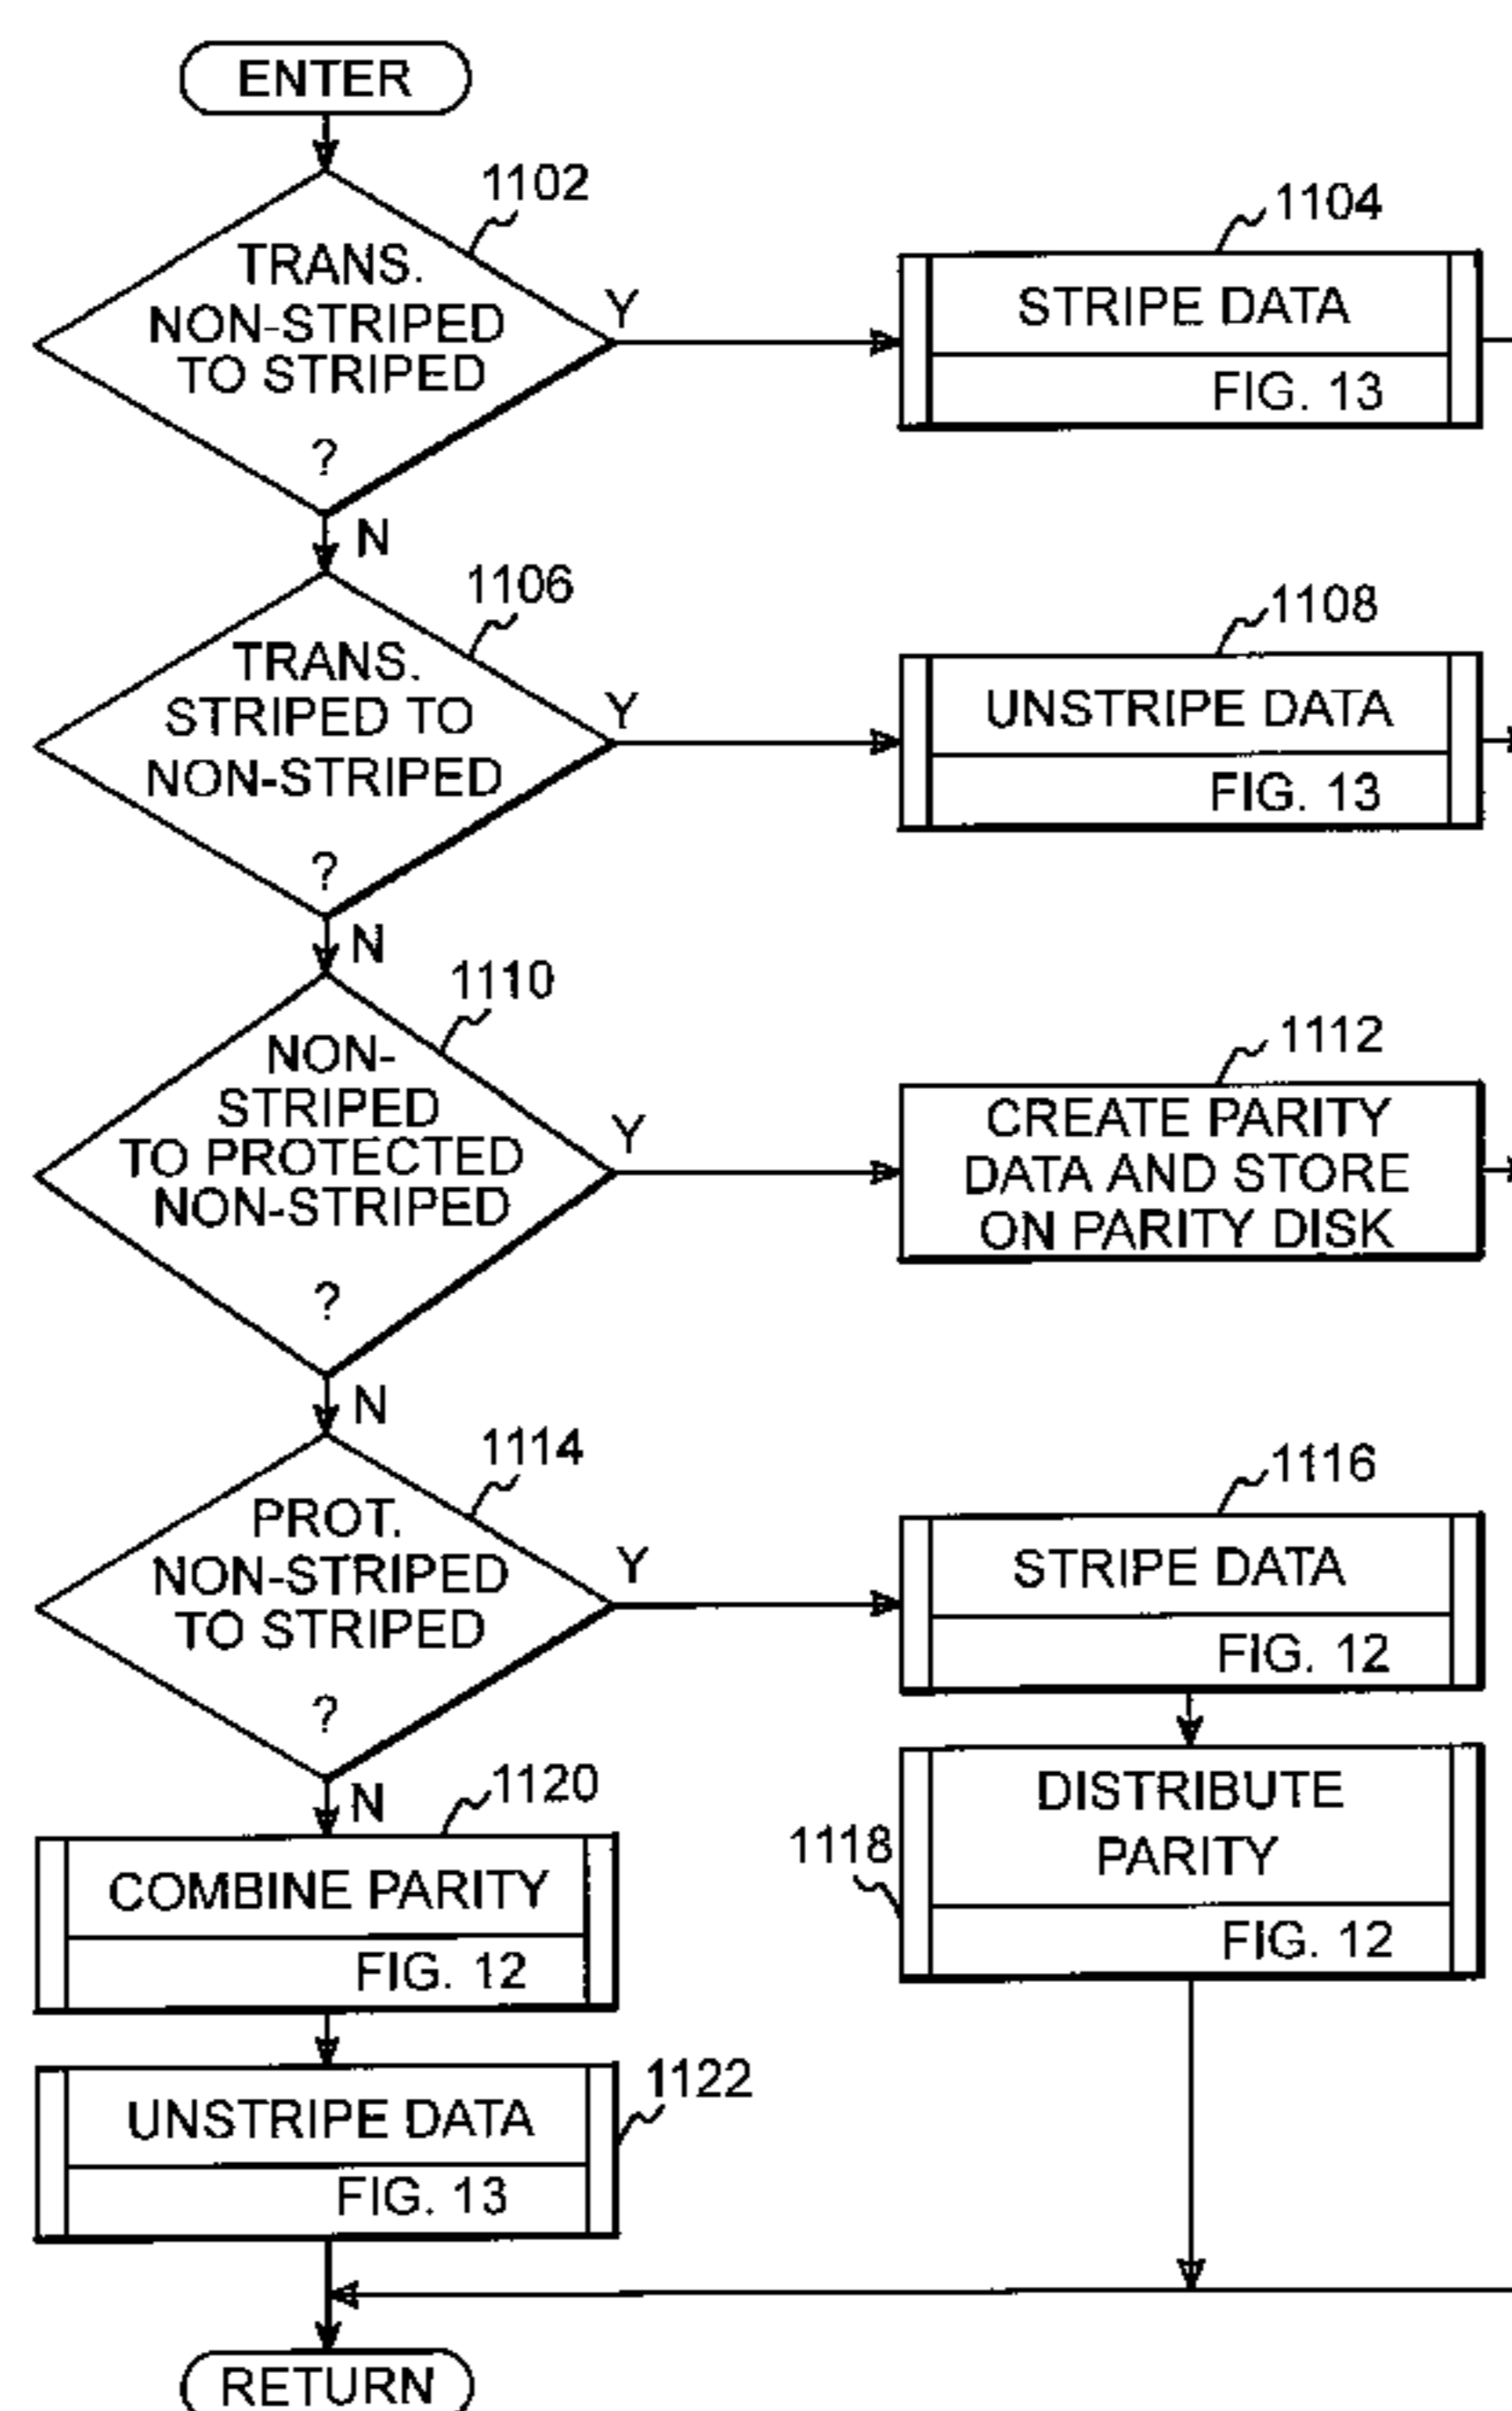 ENTER
1102
TRANS.
NON-STRIPED
TO STRIPED
?
Y
N
1104
STRIPE DATA
FIG. 13
1106
TRANS.
STRIPED TO
NON-STRIPED
?
Y
N
1108
UNSTRIPE DATA
FIG. 13
1110
NON-
STRIPED
TO PROTECTED
NON-STRIPED
?
Y
N
1112
CREATE PARITY
DATA AND STORE
ON PARITY DISK
1114
PROT.
NON-STRIPED
TO STRIPED
?
Y
N
1116
STRIPE DATA
FIG. 12
1118
DISTRIBUTE
PARITY
FIG. 12
1120
COMBINE PARITY
FIG. 12
1122
UNSTRIPE DATA
FIG. 13
RETURN